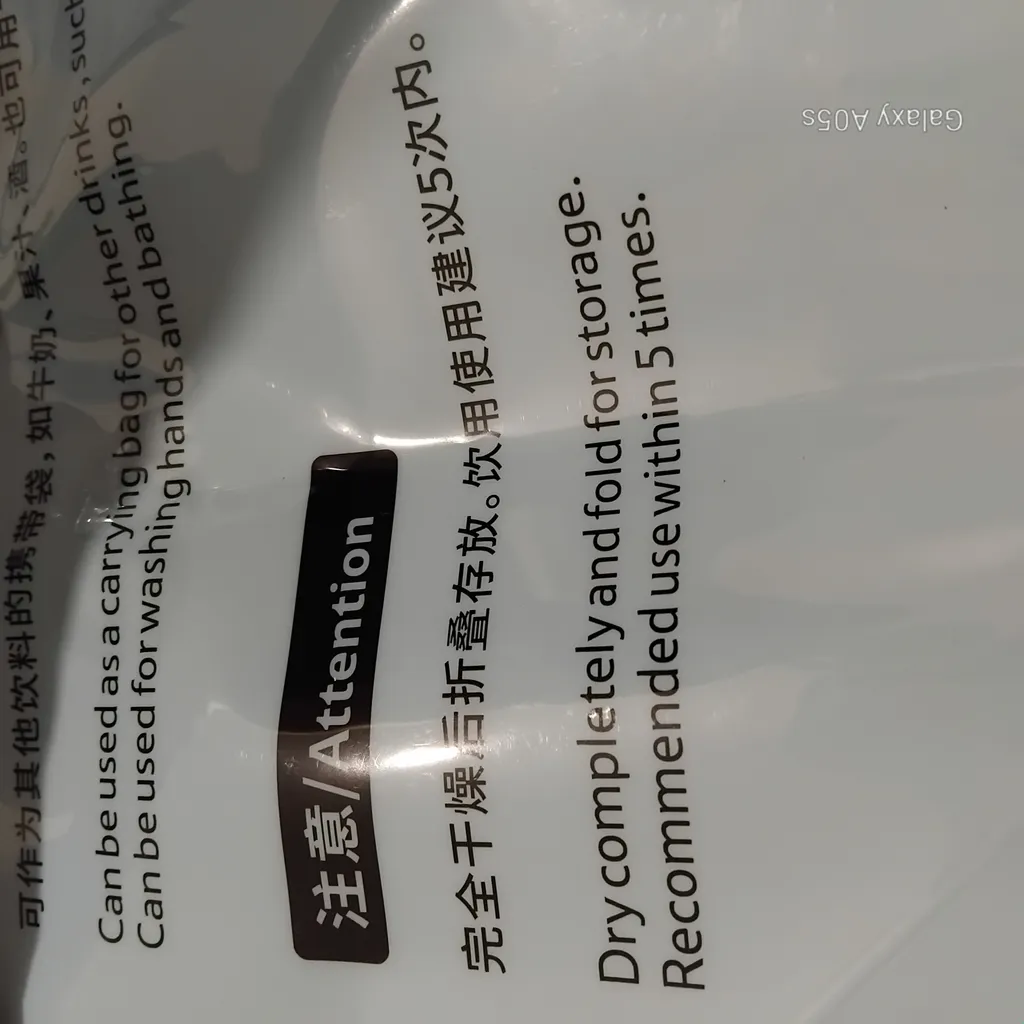 可作为其他饮料的携带袋,如牛奶、果汁、酒。也可用
Can be used as a carrying bag for other drinks, such
Can be used for washing hands and bathing.
注意/Attention
完全干燥后折叠存放。饮用使用建议5次内。
Dry completely and fold for storage.
Recommended use within 5 times.
Galaxy A05s